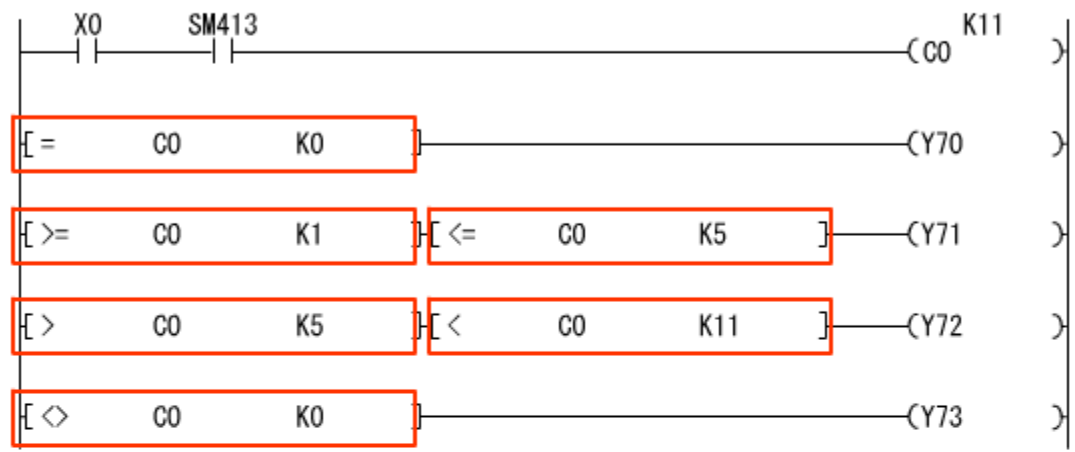 X0 SM413 K11
( C0 )
[ = C0 K0 ] (Y70 )
[ >= C0 K1 ] [ <= C0 K5 ] (Y71 )
[ > C0 K5 ] [ < C0 K11 ] (Y72 )
[ <> C0 K0 ] (Y73 )